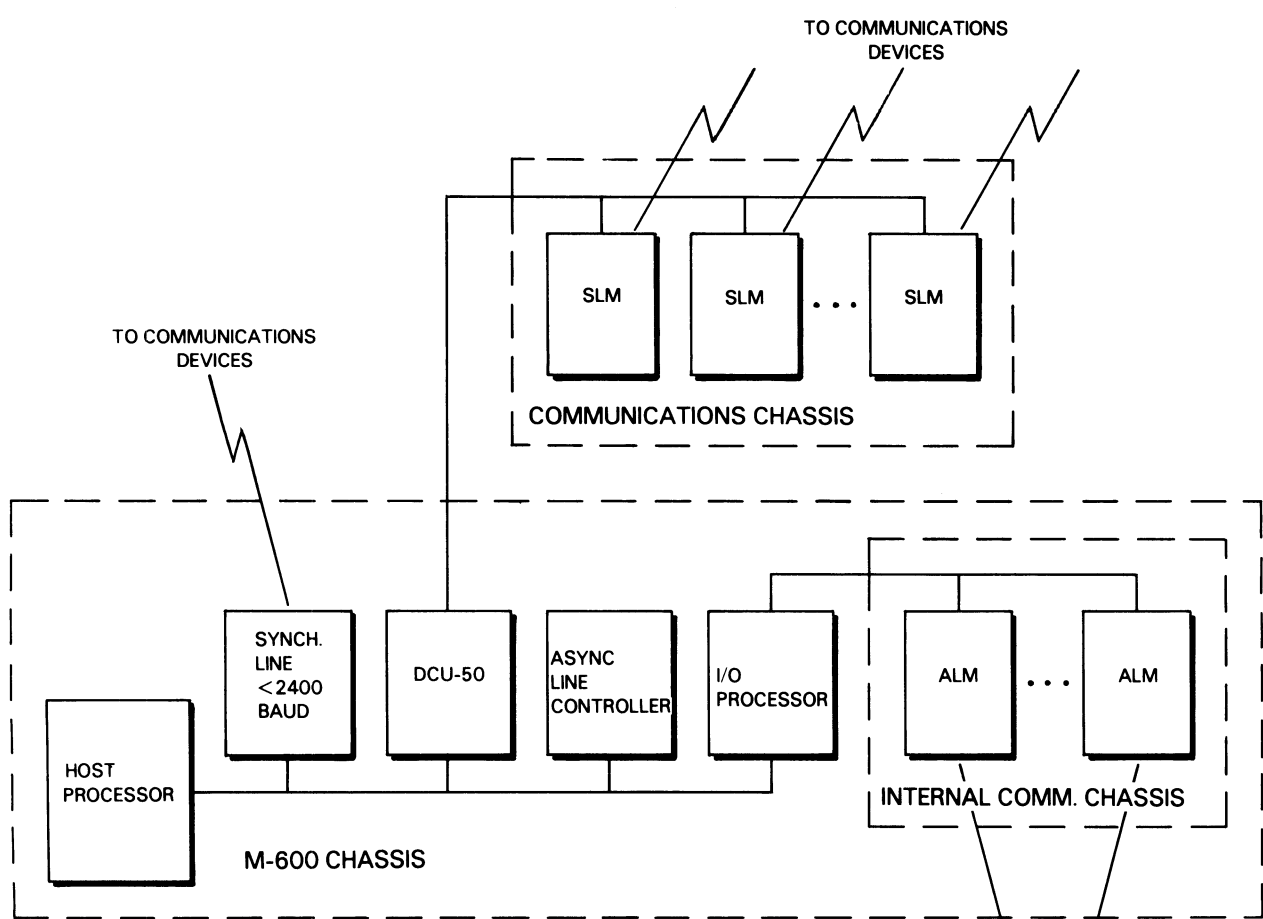 TO COMMUNICATIONS
DEVICES
SLM
SLM
...
SLM
COMMUNICATIONS CHASSIS
TO COMMUNICATIONS
DEVICES
SYNCH.
LINE
<2400
BAUD
DCU-50
ASYNC
LINE
CONTROLLER
I/O
PROCESSOR
ALM
...
ALM
HOST
PROCESSOR
INTERNAL COMM. CHASSIS
M-600 CHASSIS